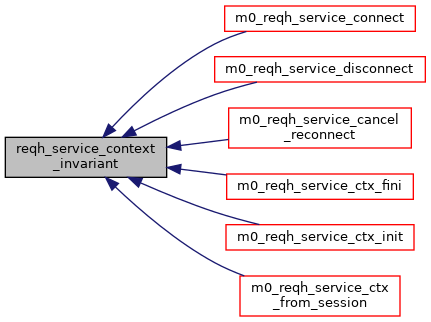 m0_reqh_service_connect
m0_reqh_service_disconnect
m0_reqh_service_cancel
_reconnect
reqh_service_context
_invariant
m0_reqh_service_ctx_fini
m0_reqh_service_ctx_init
m0_reqh_service_ctx
_from_session